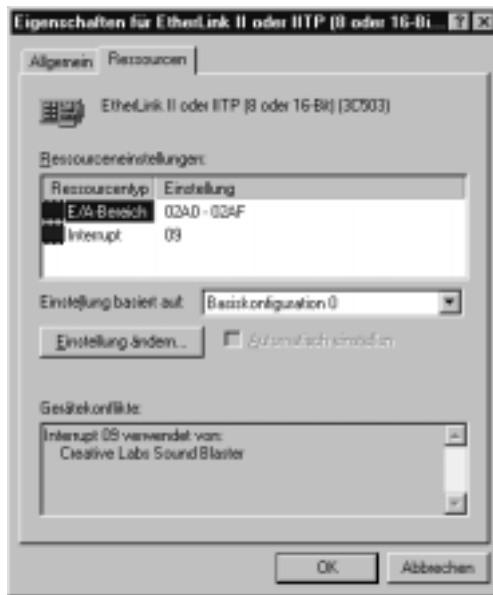 Eigenschaften für EtherLink II oder IITP (8 oder 16-Bi...
Allgemein Ressourcen
EtherLink II oder IITP (8 oder 16-Bit) (3C503)
Ressourceneinstellungen:
Ressourcentyp Einstellung
E/A-Bereich 02A0 - 02AF
Interrupt 09
Einstellung basiert auf: Basiskonfiguration 0
Einstellung ändern... Automatisch einstellen
Gerätekonflikte:
Interrupt 09 verwendet von:
Creative Labs Sound Blaster
OK Abbrechen